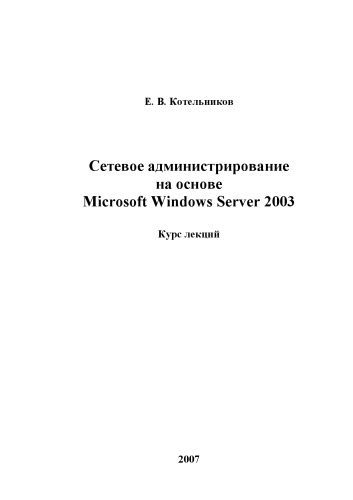 Е. В. Котельников
Сетевое администрирование
на основе
Microsoft Windows Server 2003
Курс лекций
2007